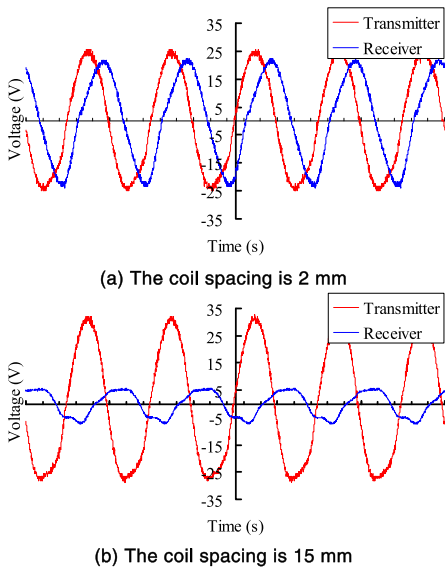 35
25
15
5
-5
-15
-25
-35
Voltage (V)
Transmitter
Receiver
Time (s)
(a) The coil spacing is 2 mm
35
25
15
5
-5
-15
-25
-35
Voltage (V)
Transmitter
Receiver
Time (s)
(b) The coil spacing is 15 mm